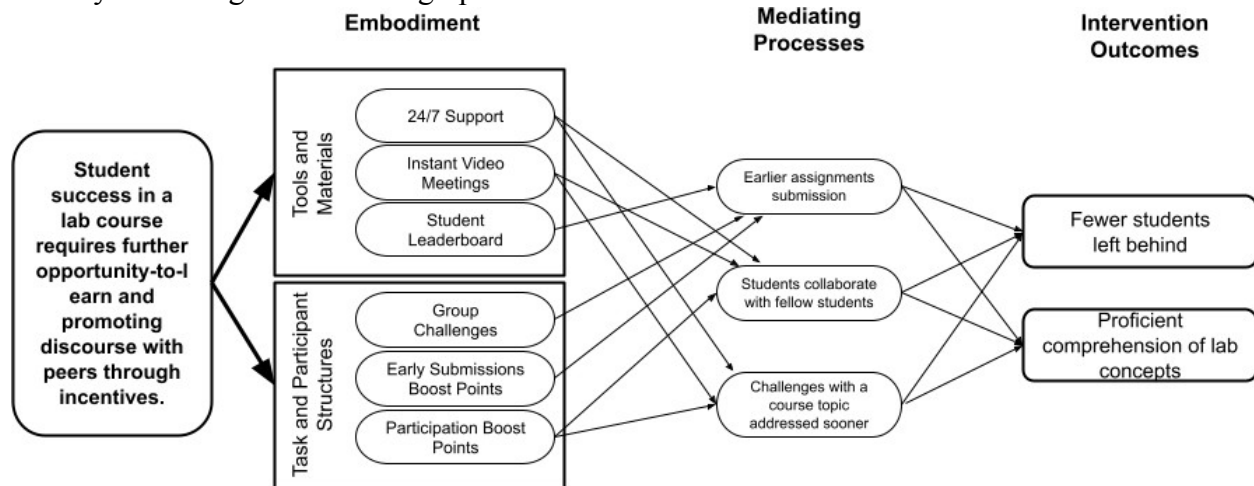 Embodiment
Mediating
Processes
Intervention
Outcomes
Student
success in a
lab course
requires further
opportunity-to-l
earn and
promoting
discourse with
peers through
incentives.
Tools and
Materials
24/7 Support
Instant Video
Meetings
Student
Leaderboard
Task and Participant
Structures
Group
Challenges
Early Submissions
Boost Points
Participation Boost
Points
Earlier assignments
submission
Students collaborate
with fellow students
Challenges with a
course topic
addressed sooner
Fewer students
left behind
Proficient
comprehension of lab
concepts